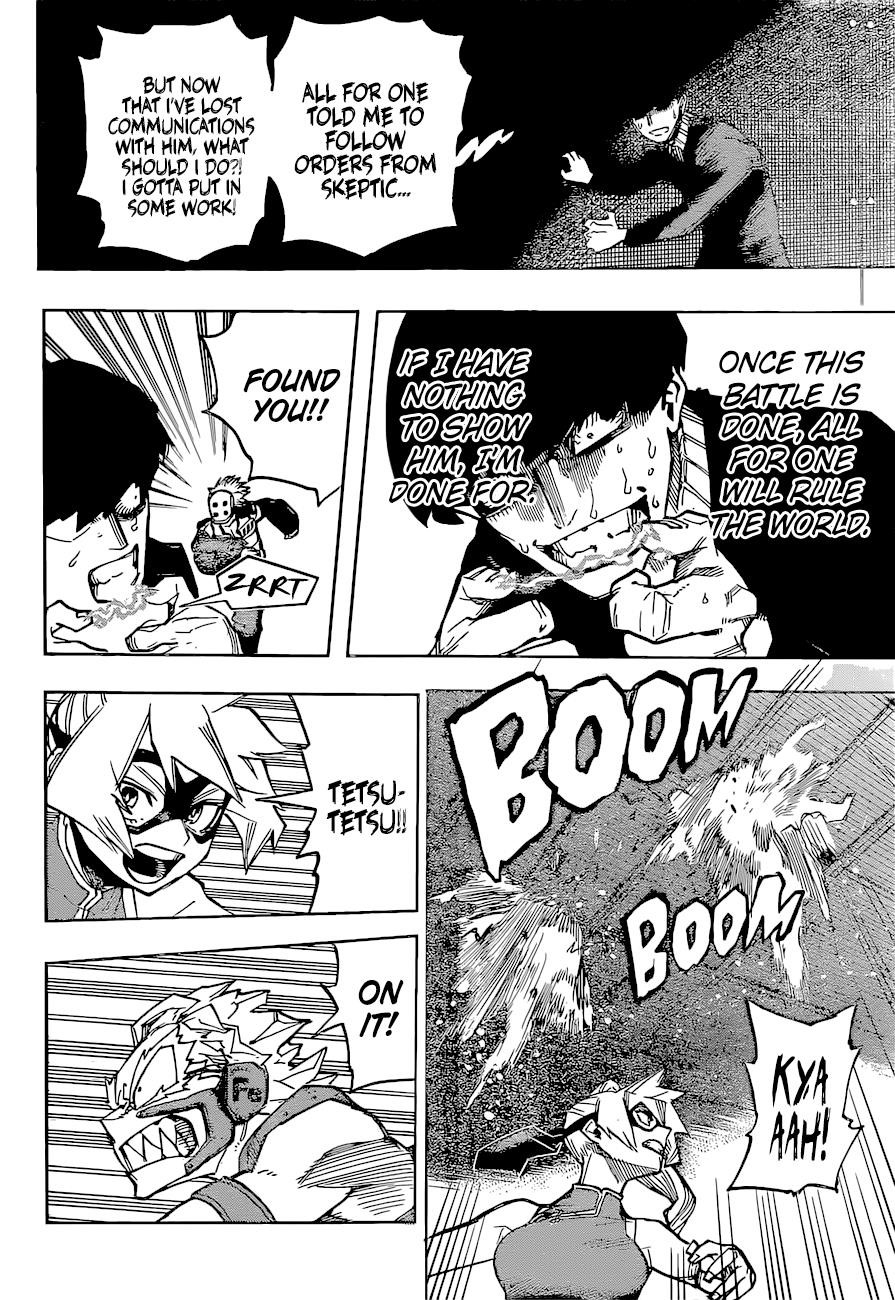 ALL FOR ONE
TOLD ME TO
FOLLOW
ORDERS FROM
SKEPTIC...
BUT NOW
THAT I'VE LOST
COMMUNICATIONS
WITH HIM, WHAT
SHOULD I DO?!
I GOTTA PUT IN
SOME WORK!
ONCE THIS
BATTLE IS
DONE, ALL
FOR ONE
WILL RULE
THE WORLD.
IF I HAVE
NOTHING
TO SHOW
HIM, I'M
DONE FOR.
FOUND
YOU!!
ZRRT
BOOM
BOOM
KYA
AAH!
TETSU-
TETSU!!
ON
IT!
Fe